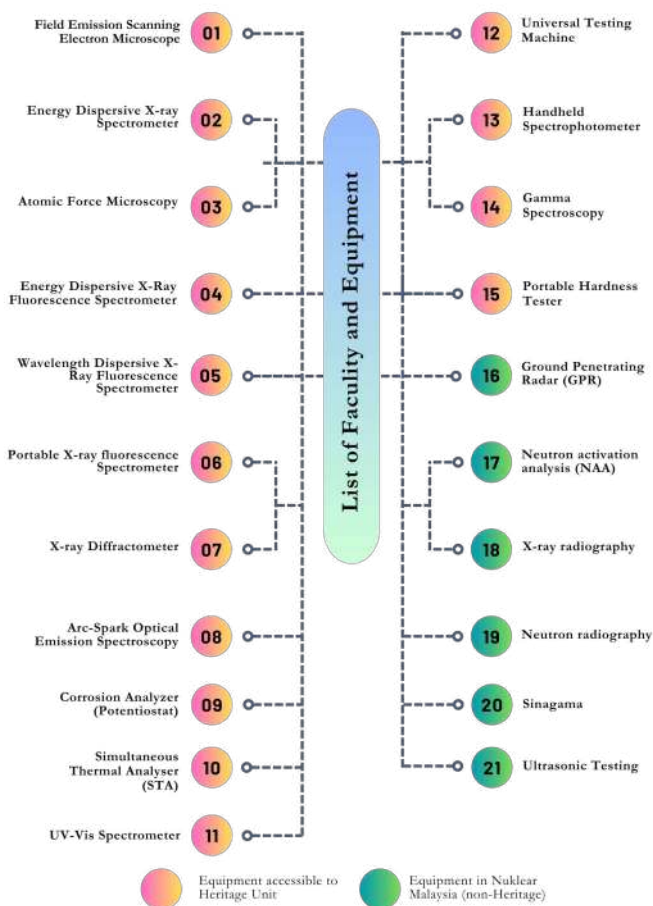 Field Emission Scanning
Electron Microscope
01
Energy Dispersive X-ray
Spectrometer
02
Atomic Force Microscopy
03
Energy Dispersive X-Ray
Fluorescence Spectrometer
04
Wavelength Dispersive X-
Ray Fluorescence
Spectrometer
05
Portable X-ray fluorescence
Spectrometer
06
X-ray Diffractometer
07
Arc-Spark Optical
Emission Spectroscopy
08
Corrosion Analyzer
(Potentiostat)
09
Simultaneous
Thermal Analyser
(STA)
10
UV-Vis Spectrometer
11
List of Faculity and Equipment
12
Universal Testing
Machine
13
Handheld
Spectrophotometer
14
Gamma
Spectroscopy
15
Portable Hardness
Tester
16
Ground Penetrating
Radar (GPR)
17
Neutron activation
analysis (NAA)
18
X-ray radiography
19
Neutron radiography
20
Sinagama
21
Ultrasonic Testing
Equipment accessible to
Heritage Unit
Equipment in Nuklear
Malaysia (non-Heritage)